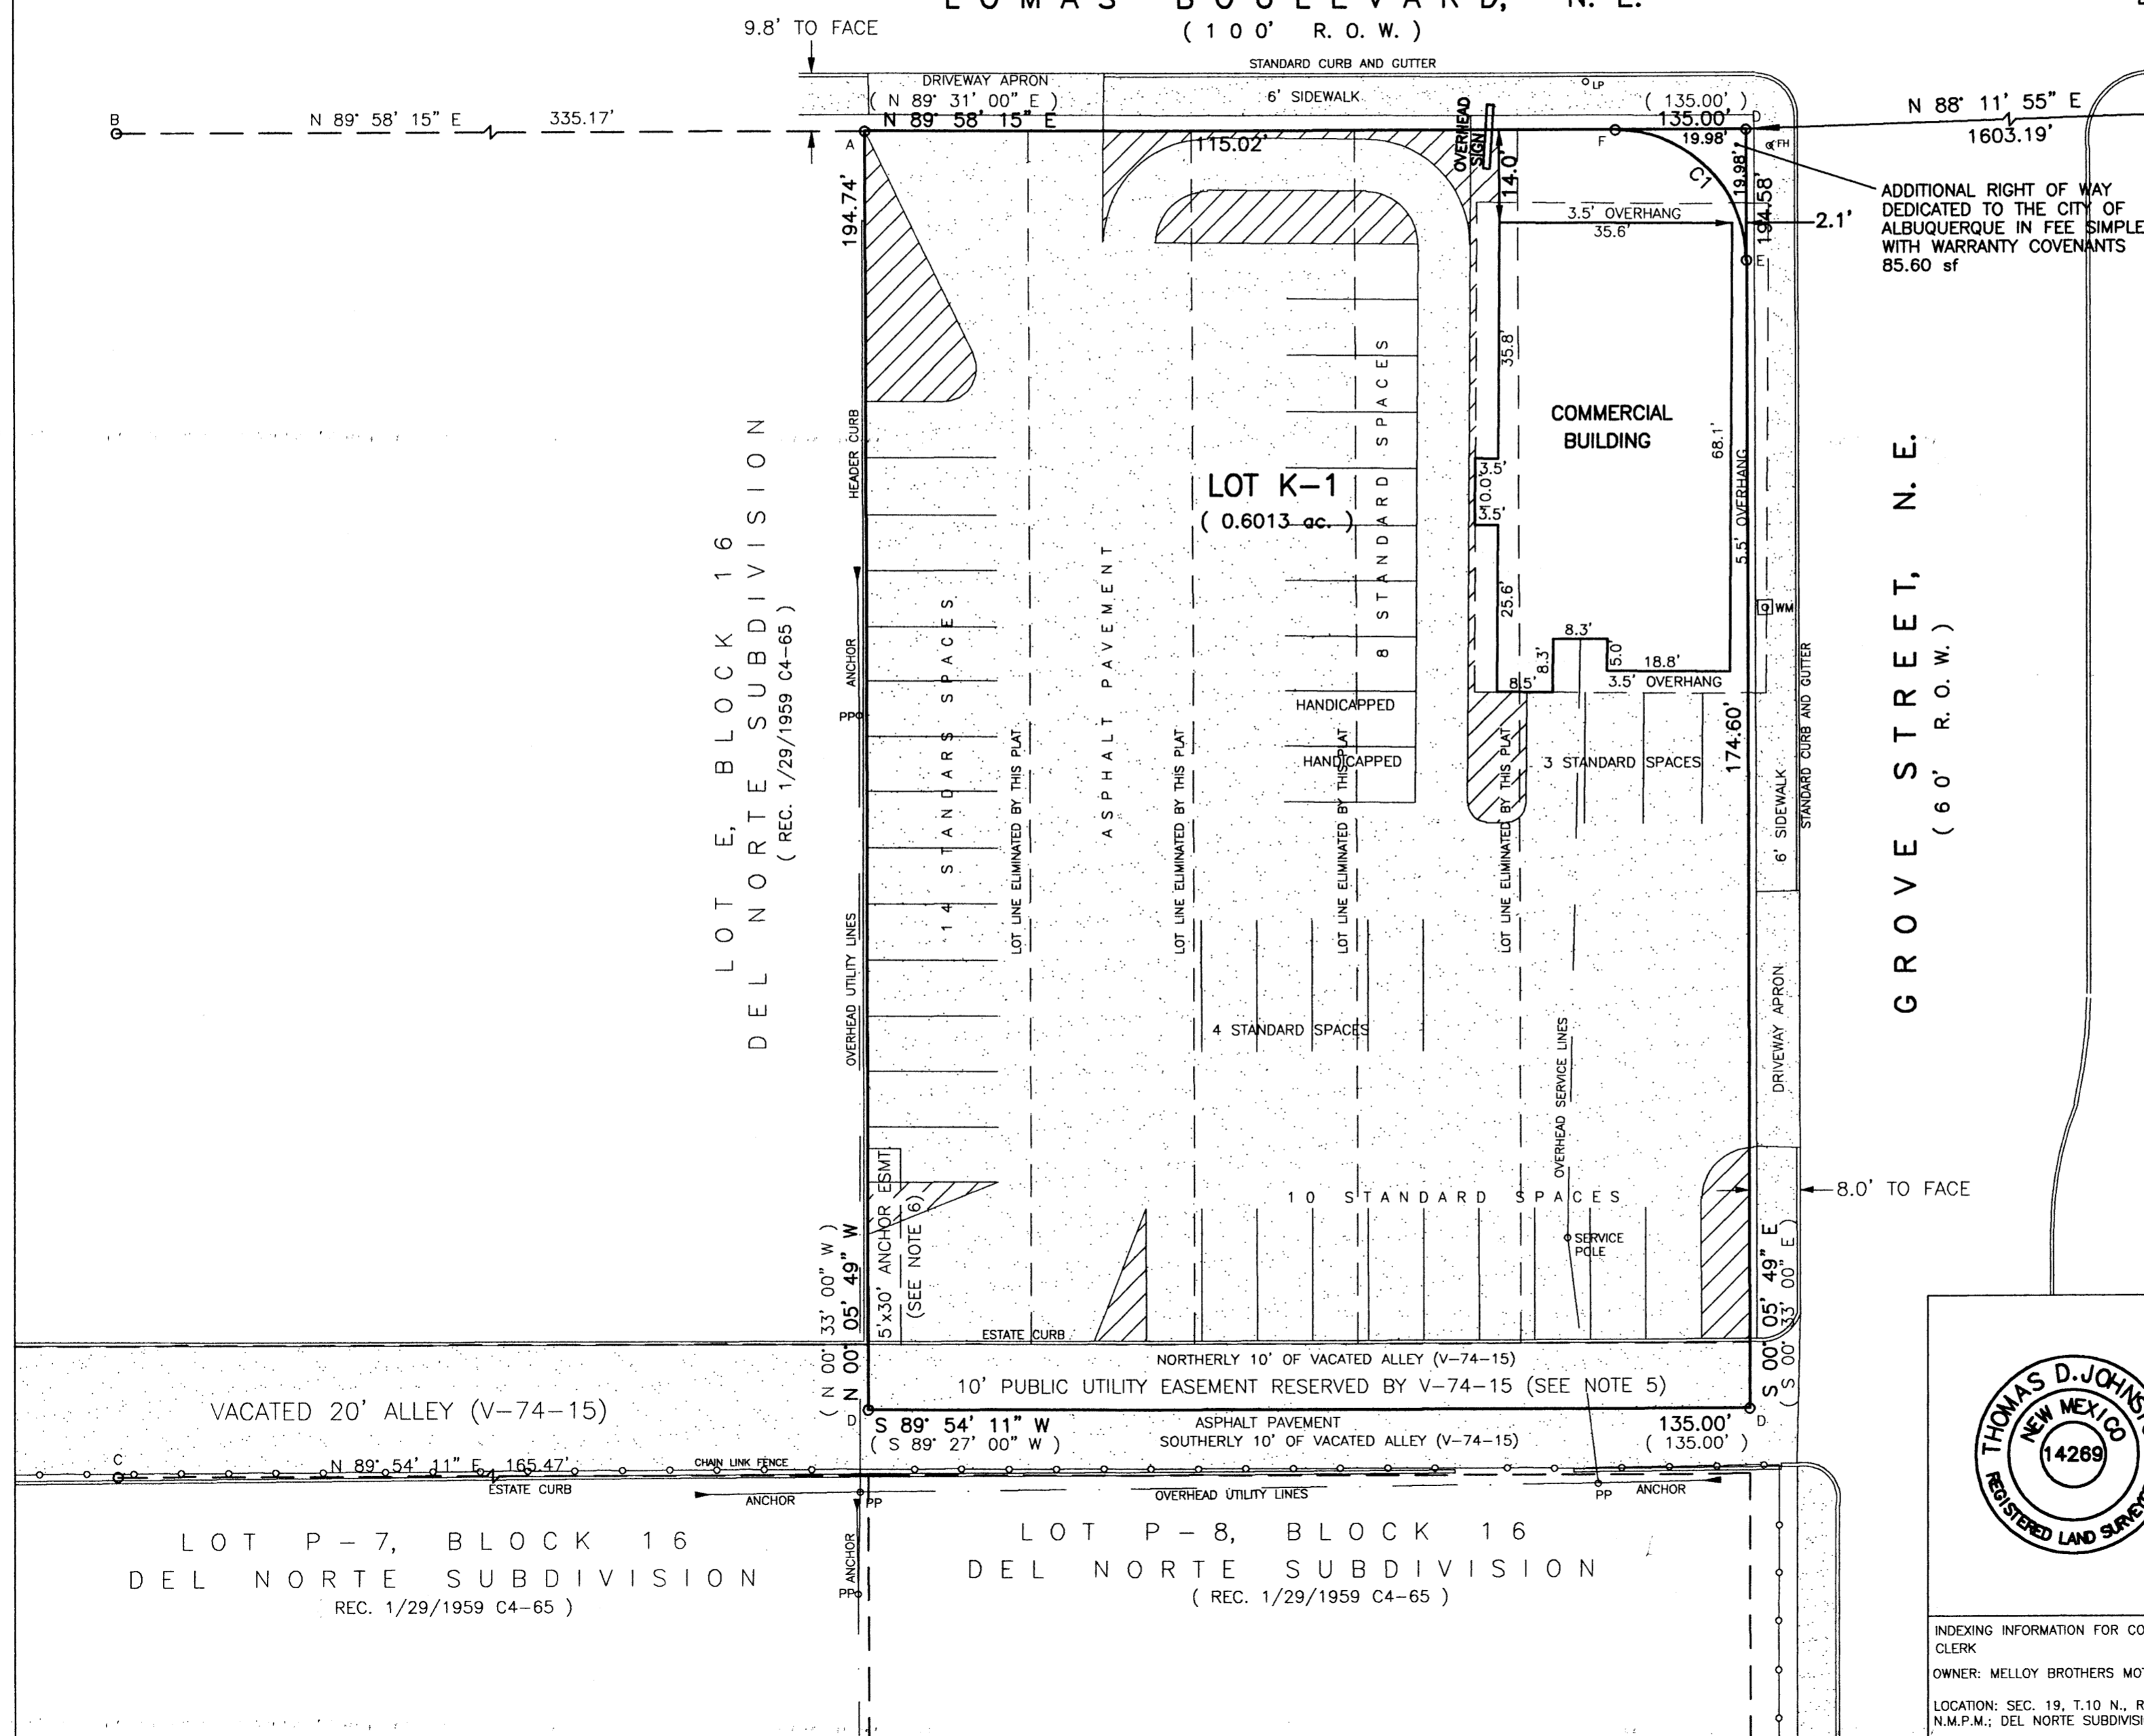 LOMAS BOULEVARD, N. E.
( 100' R. O. W. )
9.8' TO FACE
STANDARD CURB AND GUTTER
DRIVEWAY APRON
( N 89° 31' 00" E )
6' SIDEWALK
LP
( 135.00' )
N 88° 11' 55" E
1603.19'
B
N 89° 58' 15" E
335.17'
N 89° 58' 15" E
135.00'
D
A
115.02'
OVERHEAD
SIGN
F
19.98'
FH
14.0'
C1
19.98'
194.58'
194.74'
3.5' OVERHANG
35.6'
2.1'
E
ADDITIONAL RIGHT OF WAY
DEDICATED TO THE CITY OF
ALBUQUERQUE IN FEE SIMPLE
WITH WARRANTY COVENANTS
85.60 sf
35.8'
COMMERCIAL
BUILDING
68.1'
5.5' OVERHANG
HEADER CURB
LOT K-1
( 0.6013 ac. )
3.5'
10.0'
3.5'
8 STANDARD SPACES
25.6'
8.3'
8.3'
5.0'
18.8'
8.5'
3.5' OVERHANG
WM
LOT E, BLOCK 16
DEL NORTE SUBDIVISION
( REC. 1/29/1959 C4-65 )
ANCHOR
PP
14 STANDARS SPACES
ASPHALT PAVEMENT
HANDICAPPED
HANDICAPPED
3 STANDARD SPACES
174.60'
6' SIDEWALK
STANDARD CURB AND GUTTER
GROVE STREET, N. E.
( 60' R. O. W. )
LOT LINE ELIMINATED BY THIS PLAT
LOT LINE ELIMINATED BY THIS PLAT
LOT LINE ELIMINATED BY THIS PLAT
LOT LINE ELIMINATED BY THIS PLAT
OVERHEAD UTILITY LINES
4 STANDARD SPACES
OVERHEAD SERVICE LINES
DRIVEWAY APRON
10 STANDARD SPACES
8.0' TO FACE
SERVICE
POLE
5'x30' ANCHOR ESMT.
(SEE NOTE 6)
( N 00° 33' 00" W )
N 00° 05' 49" W
S 00° 05' 49" E
( S 00° 33' 00" E )
ESTATE CURB
NORTHERLY 10' OF VACATED ALLEY (V-74-15)
10' PUBLIC UTILITY EASEMENT RESERVED BY V-74-15 (SEE NOTE 5)
VACATED 20' ALLEY (V-74-15)
D
S 89° 54' 11" W
ASPHALT PAVEMENT
135.00'
D
( S 89° 27' 00" W )
SOUTHERLY 10' OF VACATED ALLEY (V-74-15)
( 135.00' )
C
N 89° 54' 11" E
165.47'
CHAIN LINK FENCE
ESTATE CURB
ANCHOR
PP
OVERHEAD UTILITY LINES
PP
ANCHOR
LOT P-7, BLOCK 16
DEL NORTE SUBDIVISION
REC. 1/29/1959 C4-65 )
ANCHOR
PP
LOT P-8, BLOCK 16
DEL NORTE SUBDIVISION
( REC. 1/29/1959 C4-65 )
THOMAS D. JOHNS
NEW MEXICO
14269
REGISTERED LAND SURVEY
INDEXING INFORMATION FOR CO
CLERK
OWNER: MELLOY BROTHERS MO
LOCATION: SEC. 19, T.10 N., R
N.M.P.M.; DEL NORTE SUBDIVISI